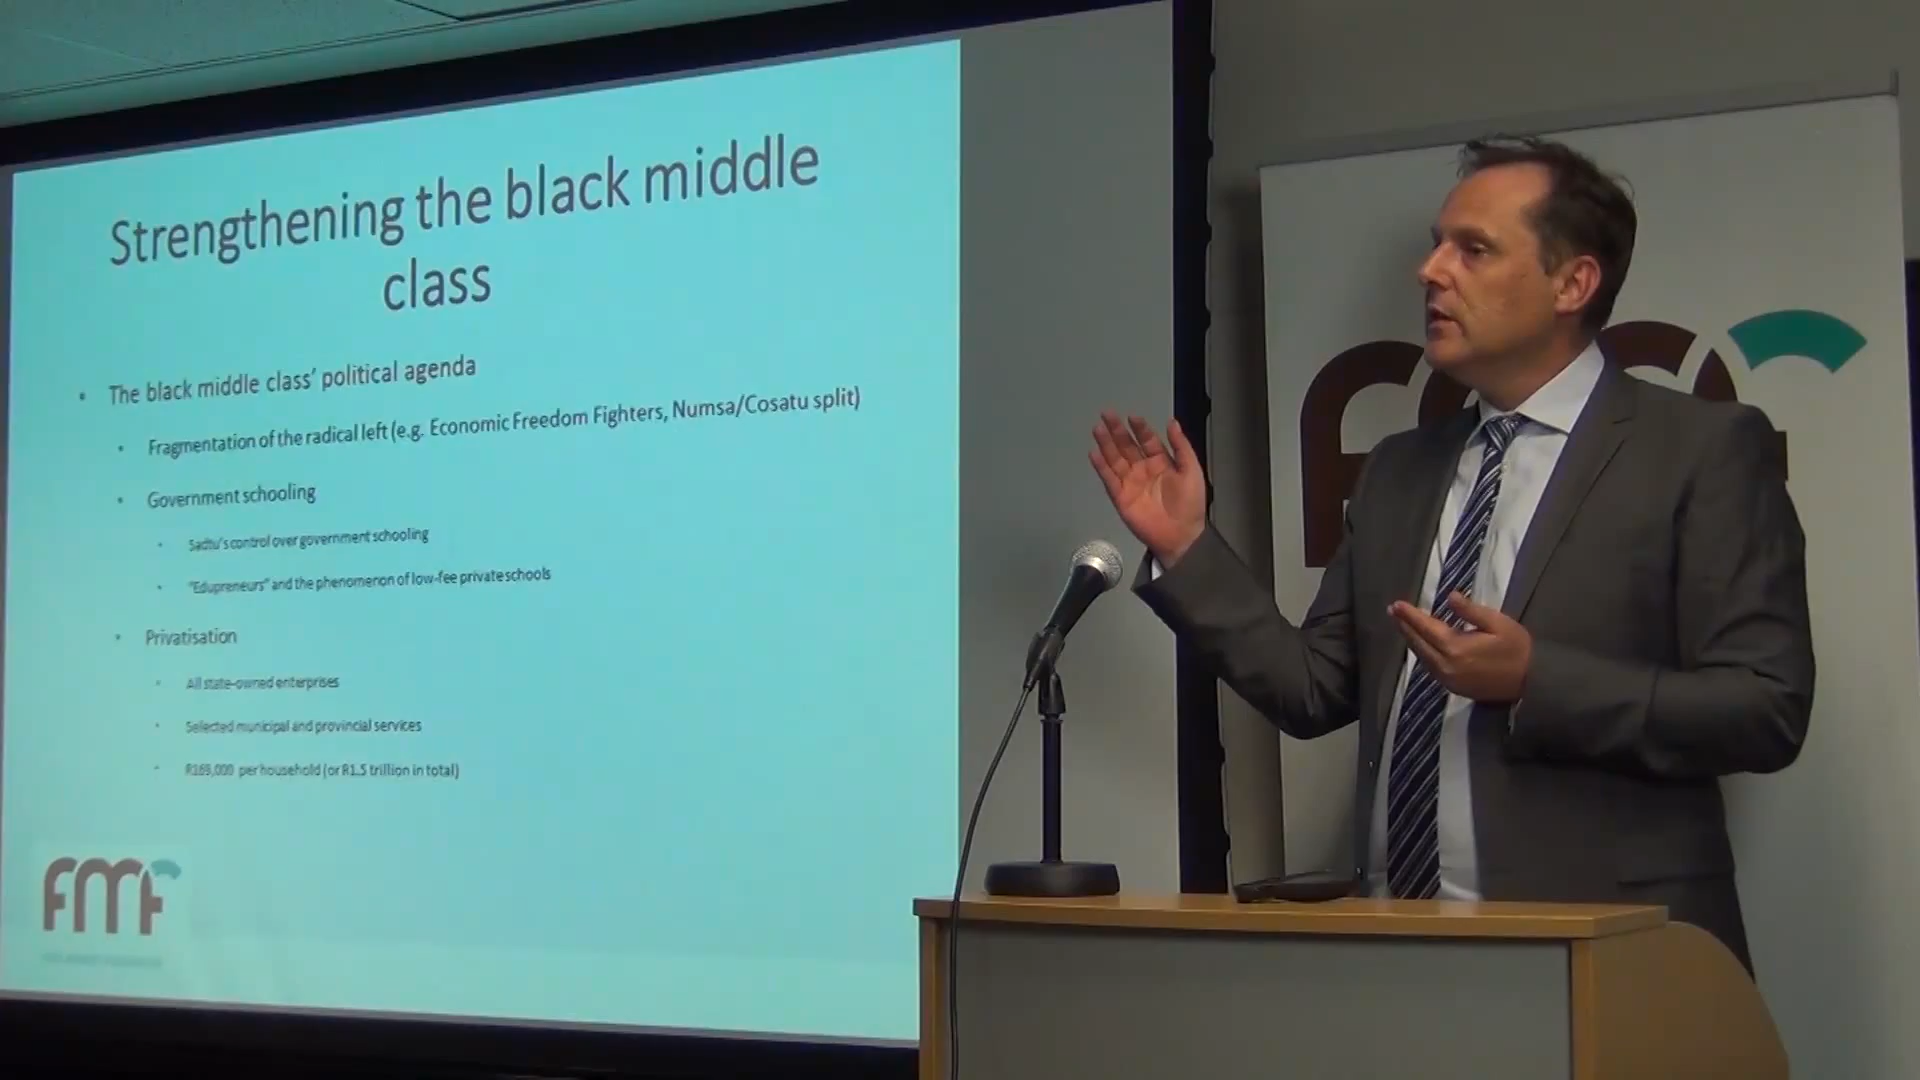 Strengthening the black middle
class
• The black middle class' political agenda
• Fragmentation of the radical left (e.g. Economic Freedom Fighters, Numsa/Cosatu split)
• Government schooling
• Sadtu's control over government schooling
• "Edupreneurs" and the phenomenon of low-fee private schools
• Privatisation
• All state-owned enterprises
• Selected municipal and provincial services
• R169,000 per household (or R1.5 trillion in total)
FMF